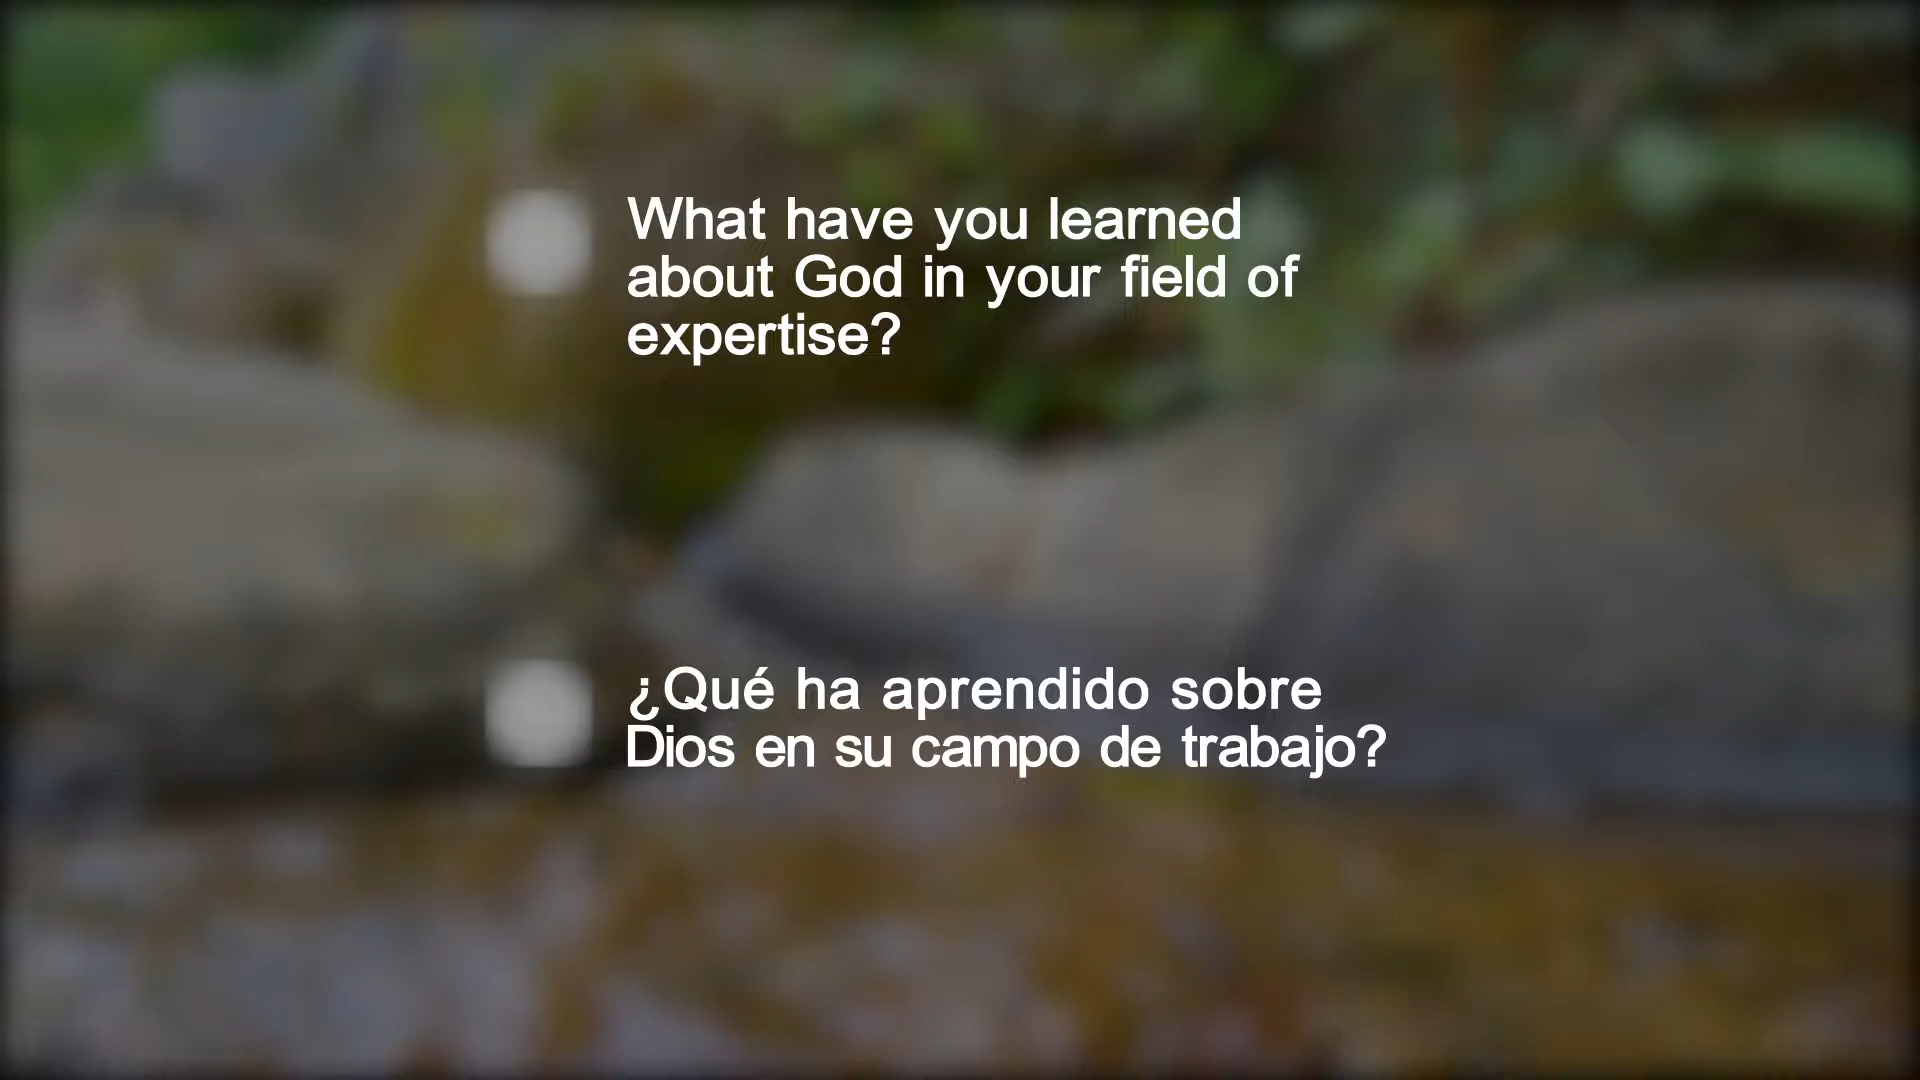 What have you learned
about God in your field of
expertise?
¿Qué ha aprendido sobre
Dios en su campo de trabajo?